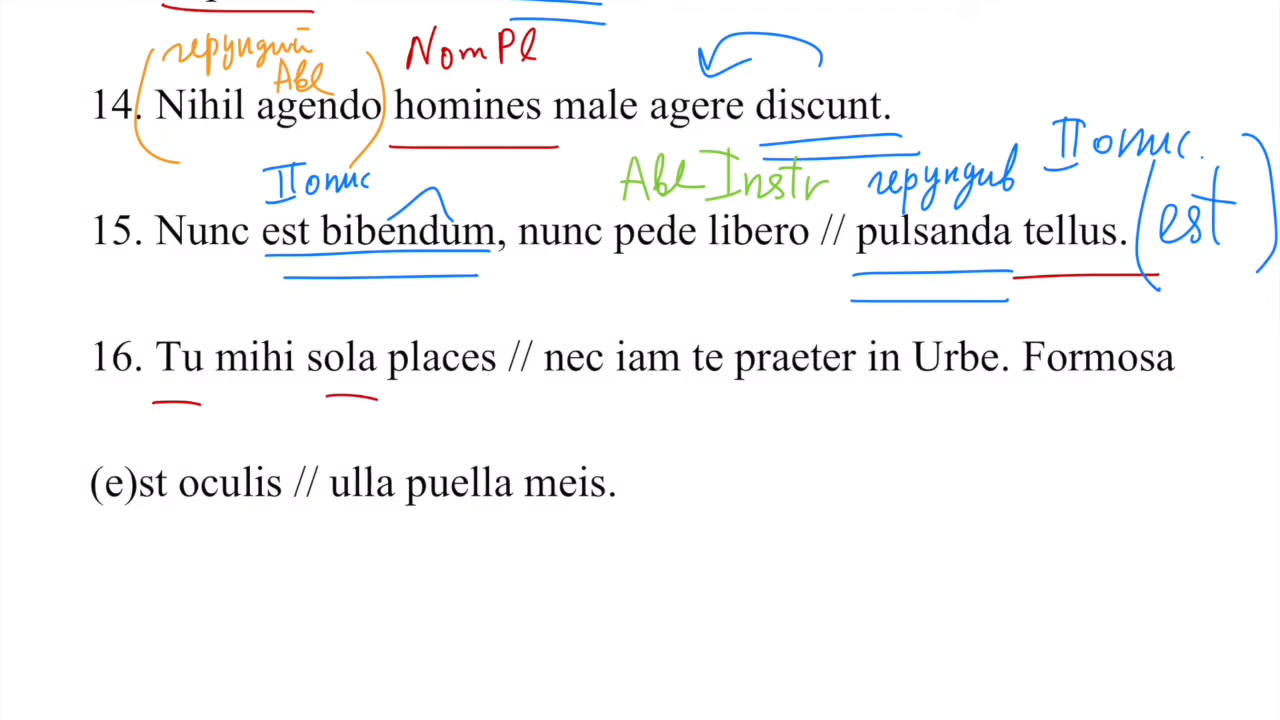 герундий NomPl
Abl
14. Nihil agendo homines male agere discunt.
Попис Abl Instr герундив Попис.
15. Nunc est bibendum, nunc pede libero // pulsanda tellus. (est)
16. Tu mihi sola places // nec iam te praeter in Urbe. Formosa
(e)st oculis // ulla puella meis.